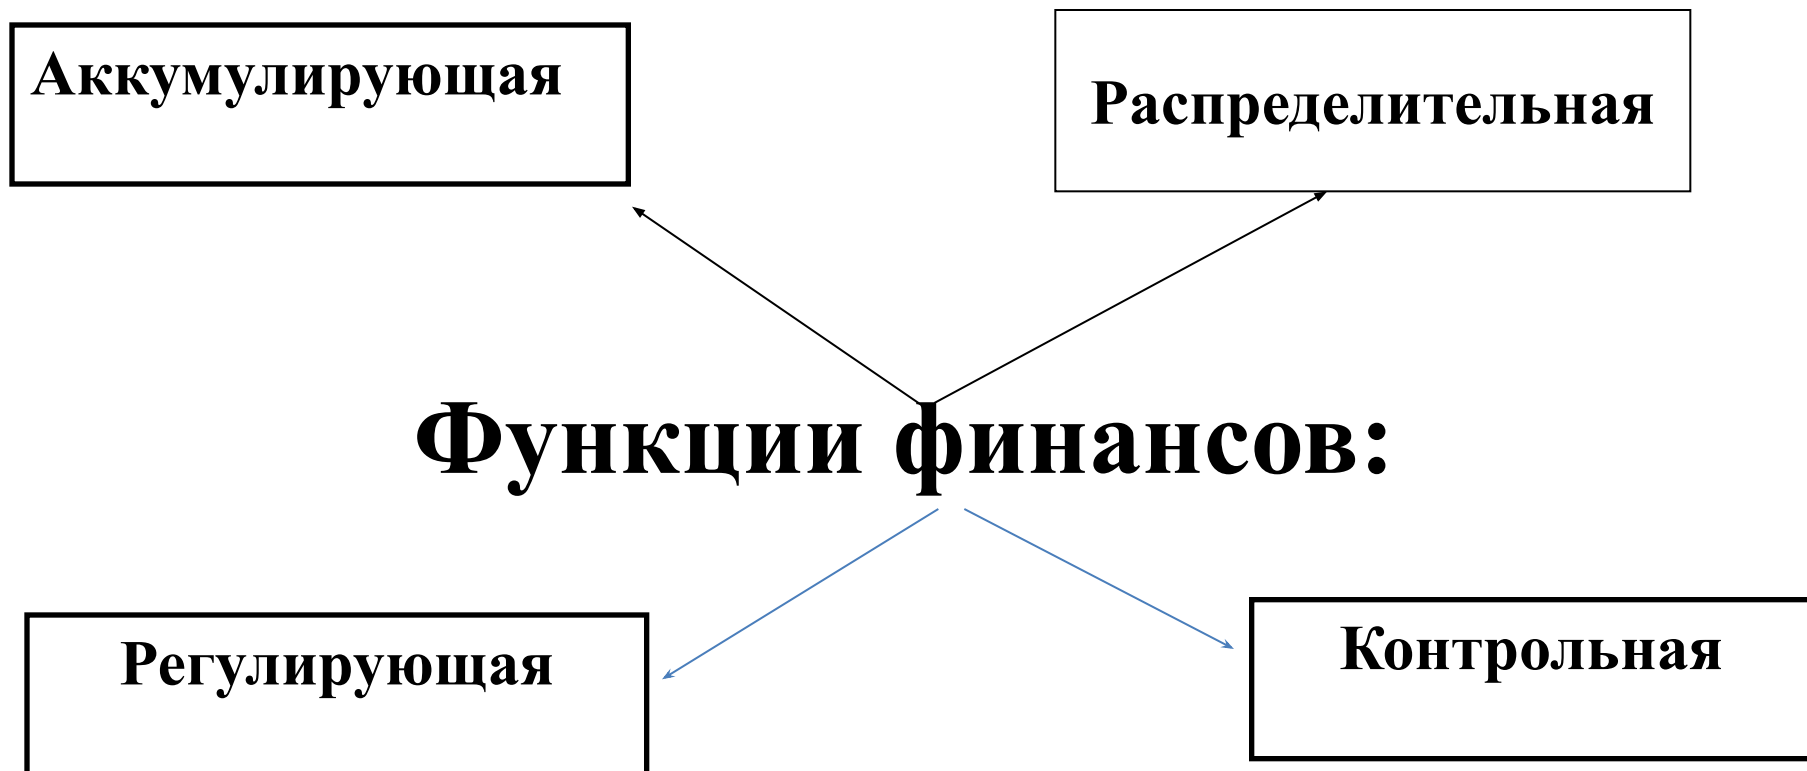 Аккумулирующая
Распределительная
Функции финансов:
Регулирующая
Контрольная